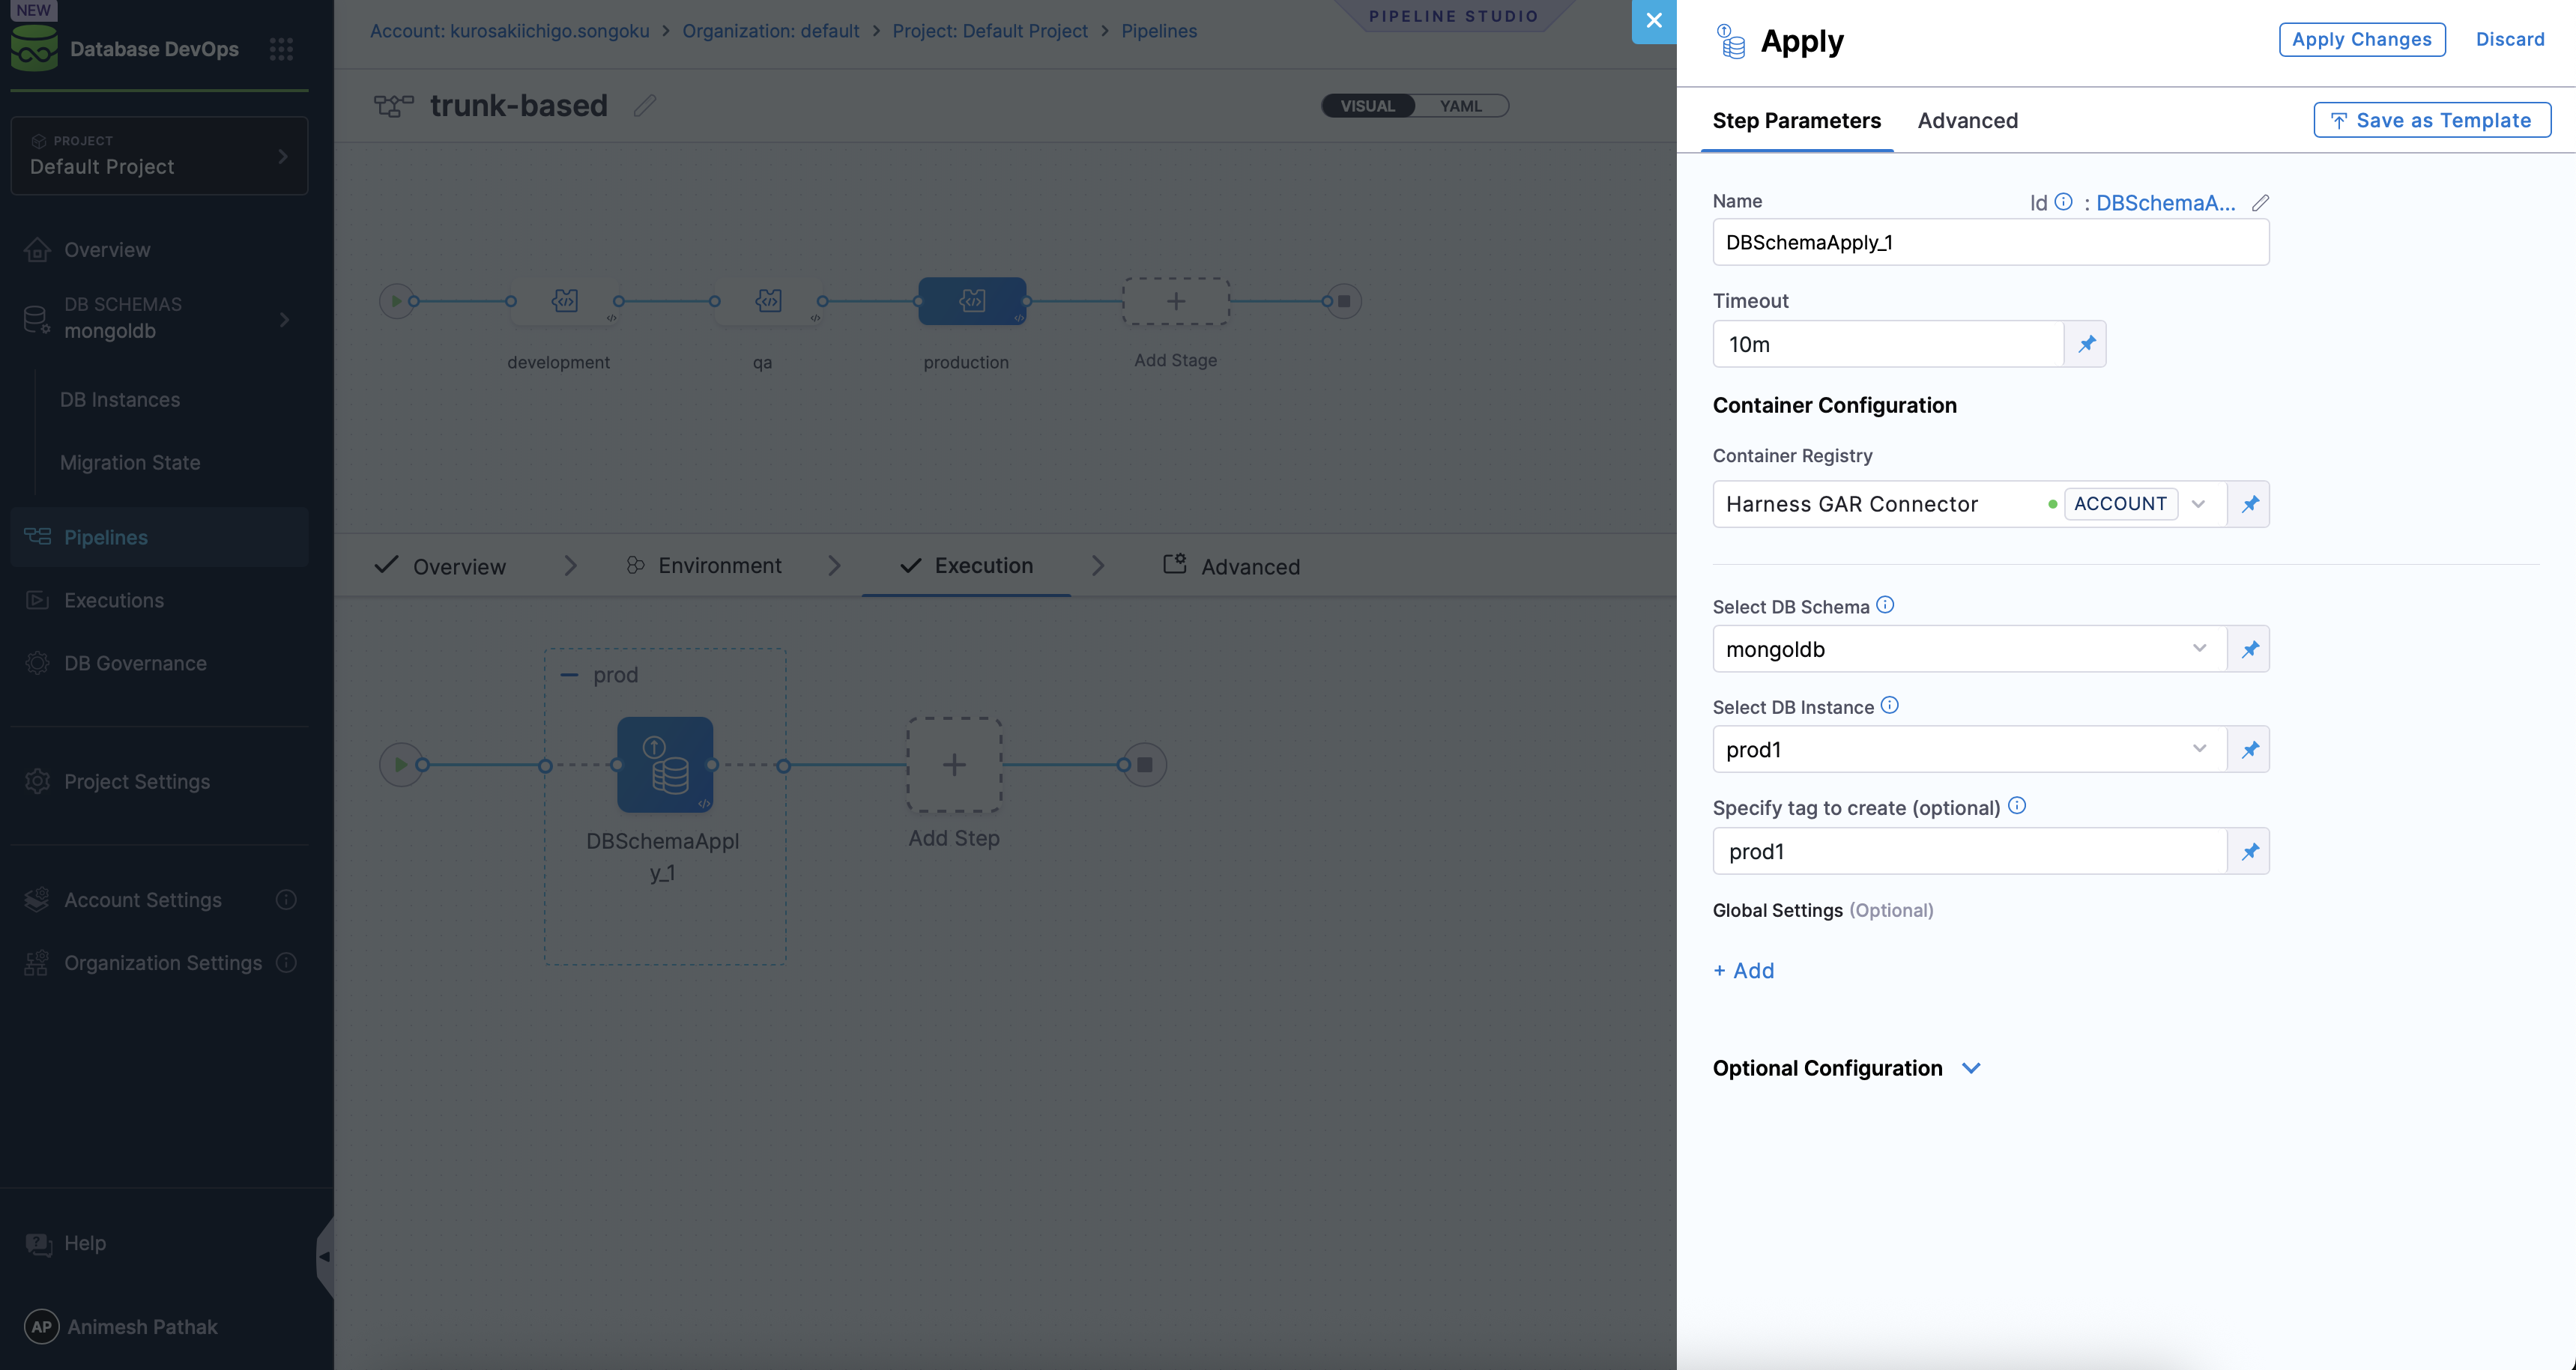 NEW
Database DevOps
PROJECT
Default Project
Overview
DB SCHEMAS
mongoldb
DB Instances
Migration State
Pipelines
Executions
DB Governance
Project Settings
Account Settings
Organization Settings
Help
AP Animesh Pathak
Account: kurosakiichigo.songoku > Organization: default > Project: Default Project > Pipelines
PIPELINE STUDIO
trunk-based
VISUAL YAML
development qa production Add Stage
Overview Environment Execution Advanced
prod
DBSchemaAppl
y_1
Add Step
Apply
Apply Changes Discard
Step Parameters Advanced
Save as Template
Name Id : DBSchemaA...
DBSchemaApply_1
Timeout
10m
Container Configuration
Container Registry
Harness GAR Connector ACCOUNT
Select DB Schema
mongoldb
Select DB Instance
prod1
Specify tag to create (optional)
prod1
Global Settings (Optional)
+ Add
Optional Configuration